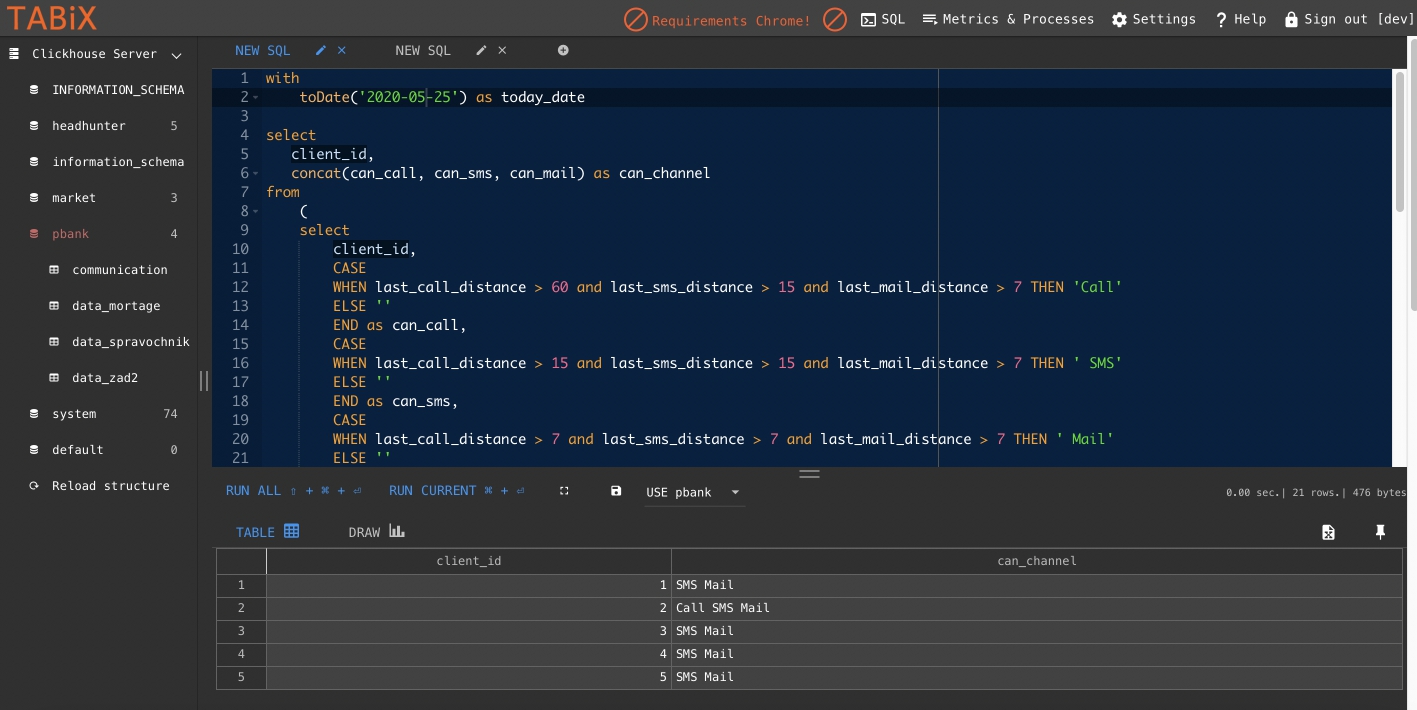 TABiX
Requirements Chrome! SQL Metrics & Processes Settings ? Help Sign out [dev]
Clickhouse Server
INFORMATION_SCHEMA
headhunter 5
information_schema
market 3
pbank 4
communication
data_mortage
data_spravochnik
data_zad2
system 74
default 0
Reload structure
NEW SQL NEW SQL
1 with
2 toDate('2020-05-25') as today_date
3
4 select
5 client_id,
6 concat(can_call, can_sms, can_mail) as can_channel
7 from
8 (
9 select
10 client_id,
11 CASE
12 WHEN last_call_distance > 60 and last_sms_distance > 15 and last_mail_distance > 7 THEN 'Call'
13 ELSE ''
14 END as can_call,
15 CASE
16 WHEN last_call_distance > 15 and last_sms_distance > 15 and last_mail_distance > 7 THEN ' SMS'
17 ELSE ''
18 END as can_sms,
19 CASE
20 WHEN last_call_distance > 7 and last_sms_distance > 7 and last_mail_distance > 7 THEN ' Mail'
21 ELSE ''
RUN ALL ⇧ + ⌘ + ⏎ RUN CURRENT ⌘ + ⏎ USE pbank 0.00 sec.| 21 rows.| 476 bytes
TABLE DRAW
client_id can_channel
1 1 SMS Mail
2 2 Call SMS Mail
3 3 SMS Mail
4 4 SMS Mail
5 5 SMS Mail